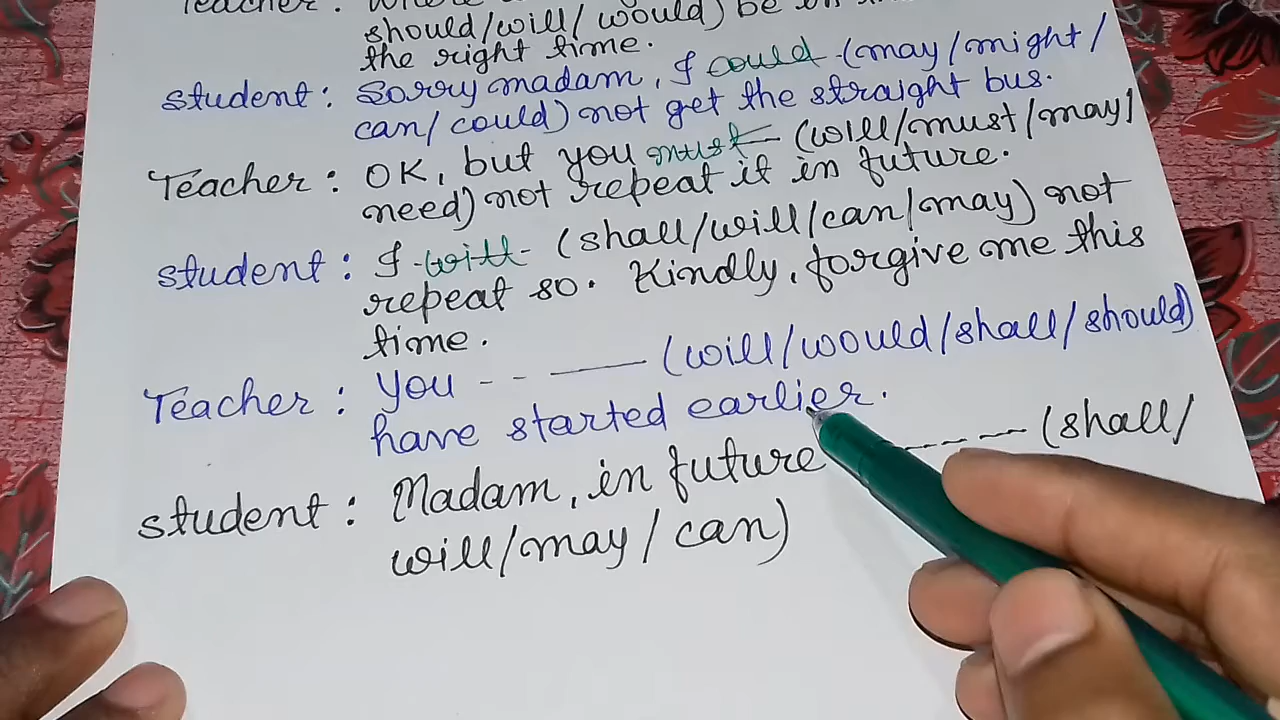 Teacher:
should/will/would) be in
the right time.
student: Sorry madam, I could (may/might/
can/could) not get the straight bus.
Teacher: OK, but you must (will/must/may/
need) not repeat it in future.
student: I will (shall/will/can/may) not
repeat so. Kindly, forgive me this
time.
Teacher: you -- — (will/would/shall/should)
have started earlier.
student: Madam, in future ---- (shall/
will/may/can)